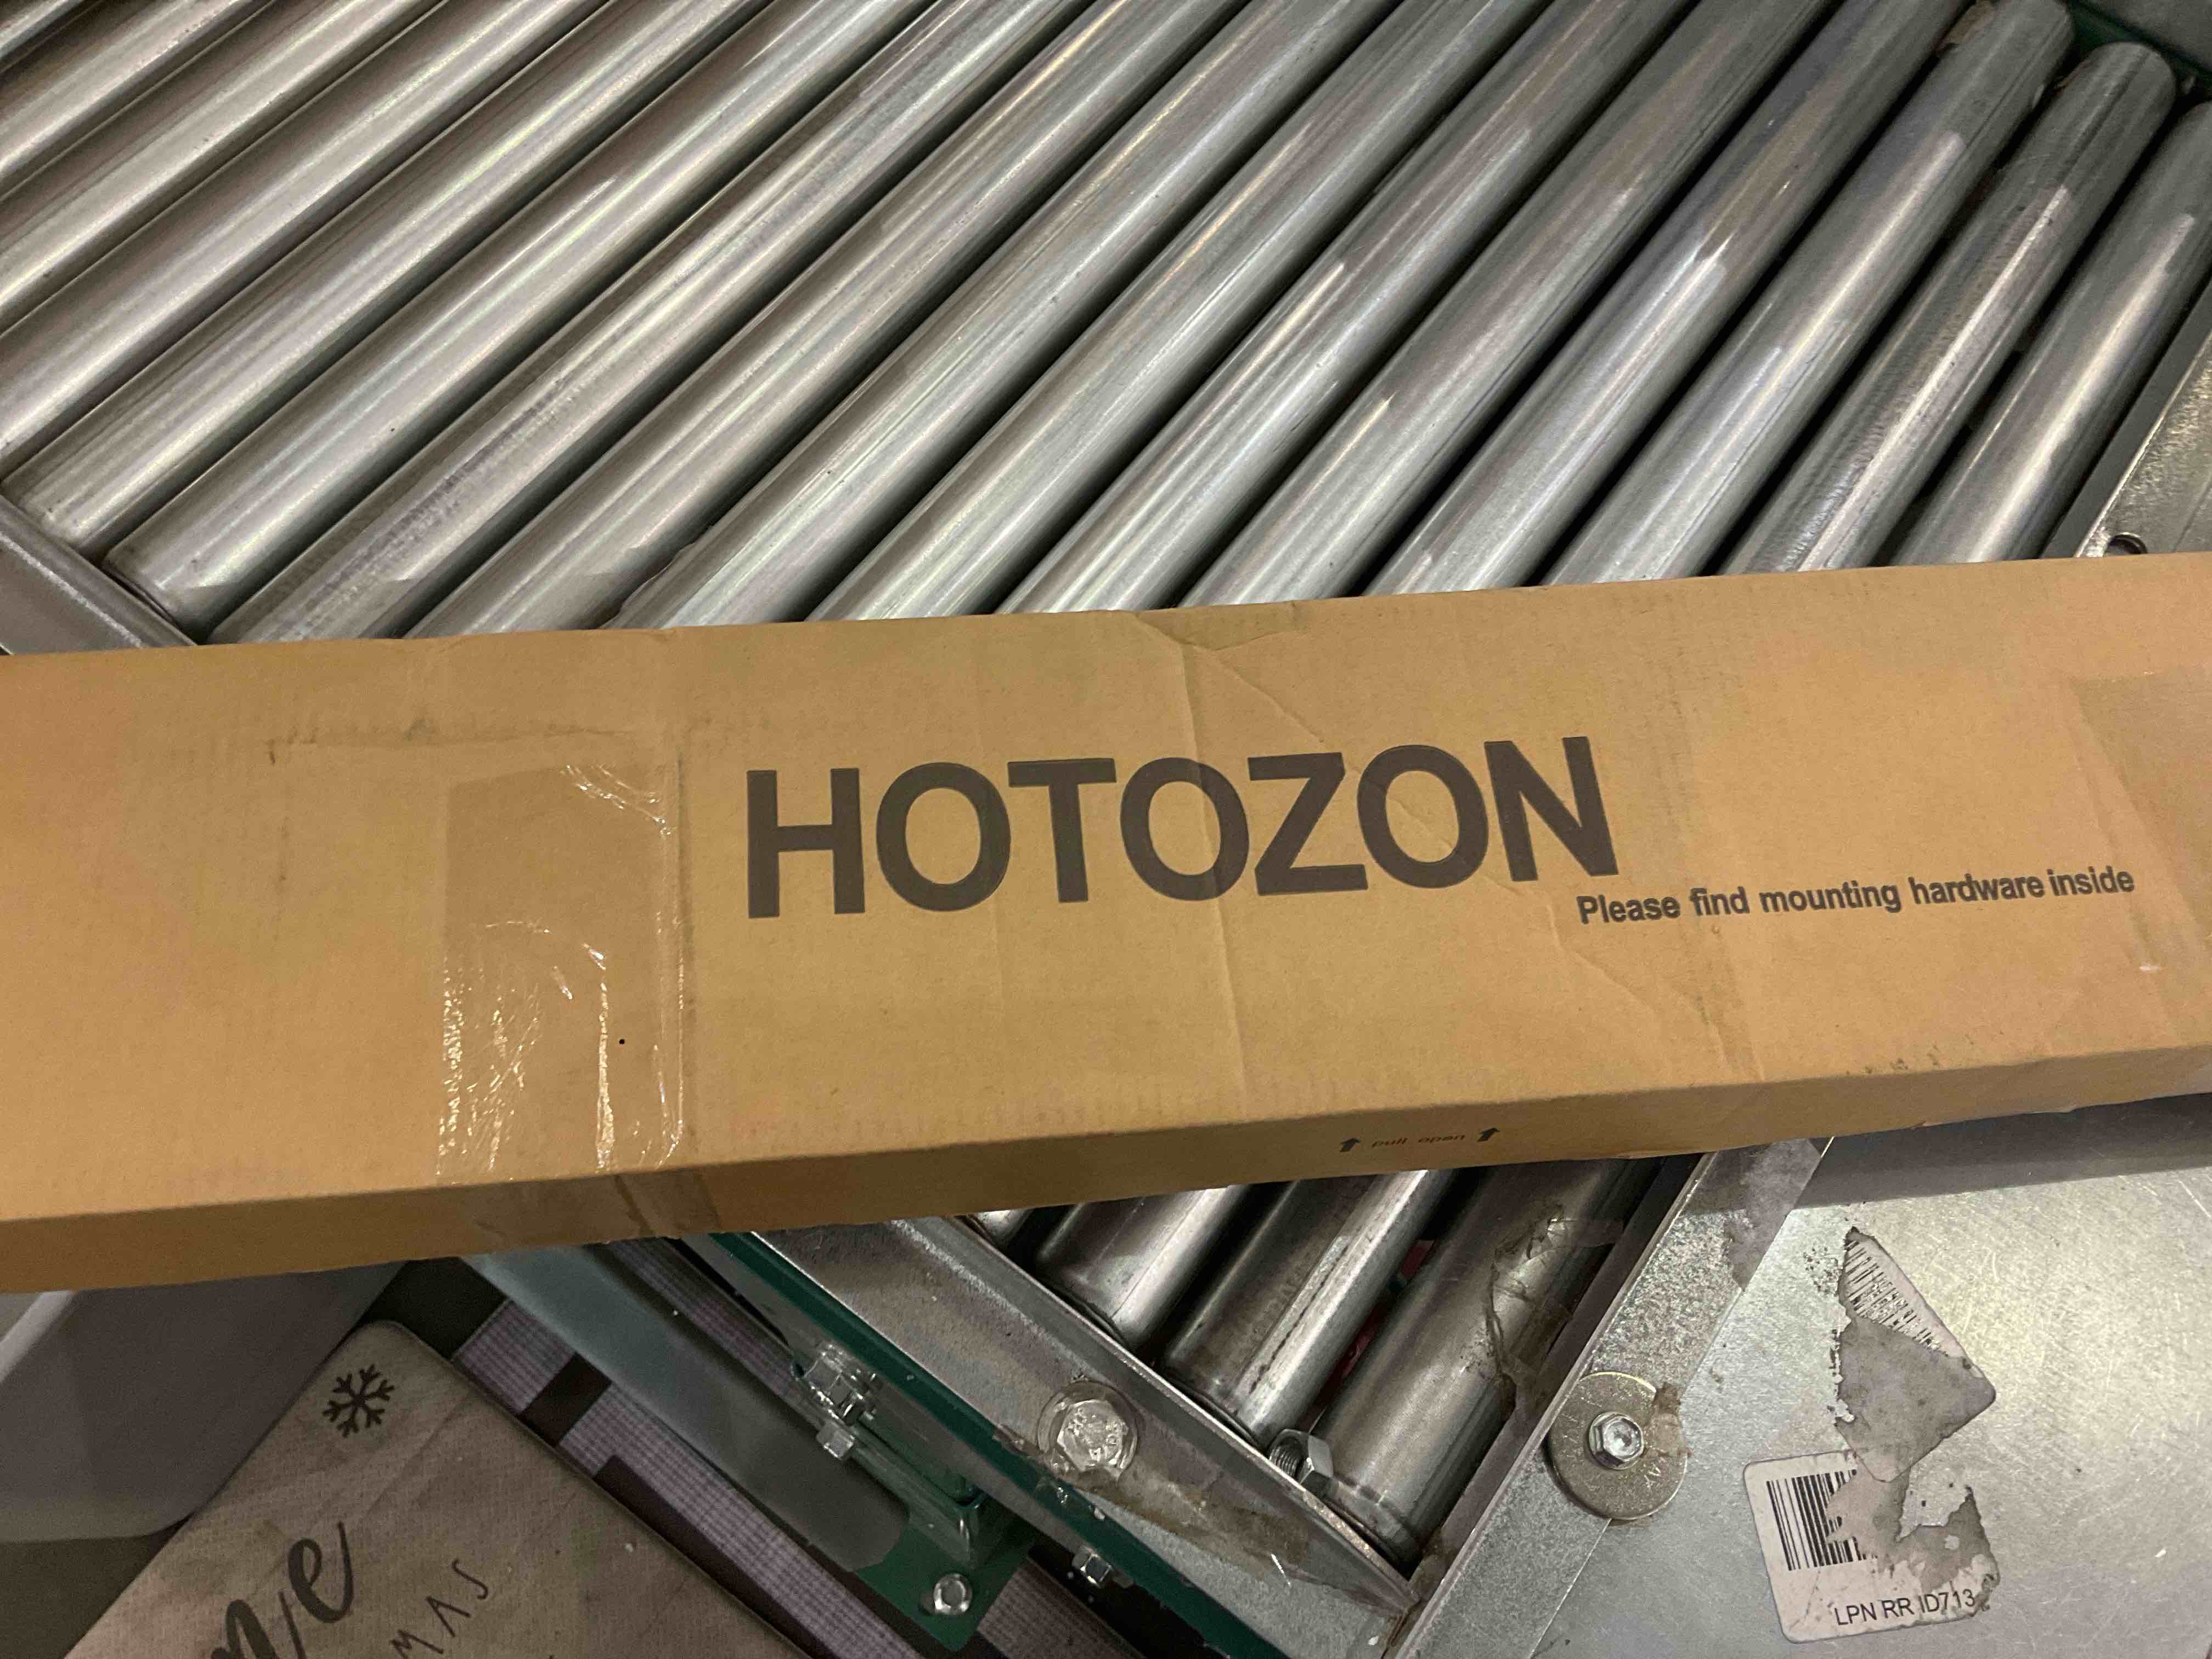 HOTOZON
Please find mounting hardware inside
pull open
LPN RR ID713